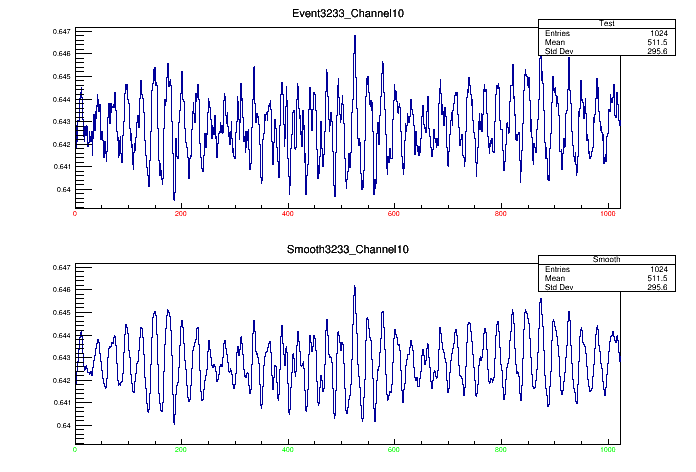 Event3233_Channel10
Test
Entries 1024
Mean 511.5
Std Dev 295.6
0.647
0.646
0.645
0.644
0.643
0.642
0.641
0.64
0 200 400 600 800 1000
Smooth3233_Channel10
Smooth
Entries 1024
Mean 511.5
Std Dev 295.6
0.647
0.646
0.645
0.644
0.643
0.642
0.641
0.64
0 200 400 600 800 1000